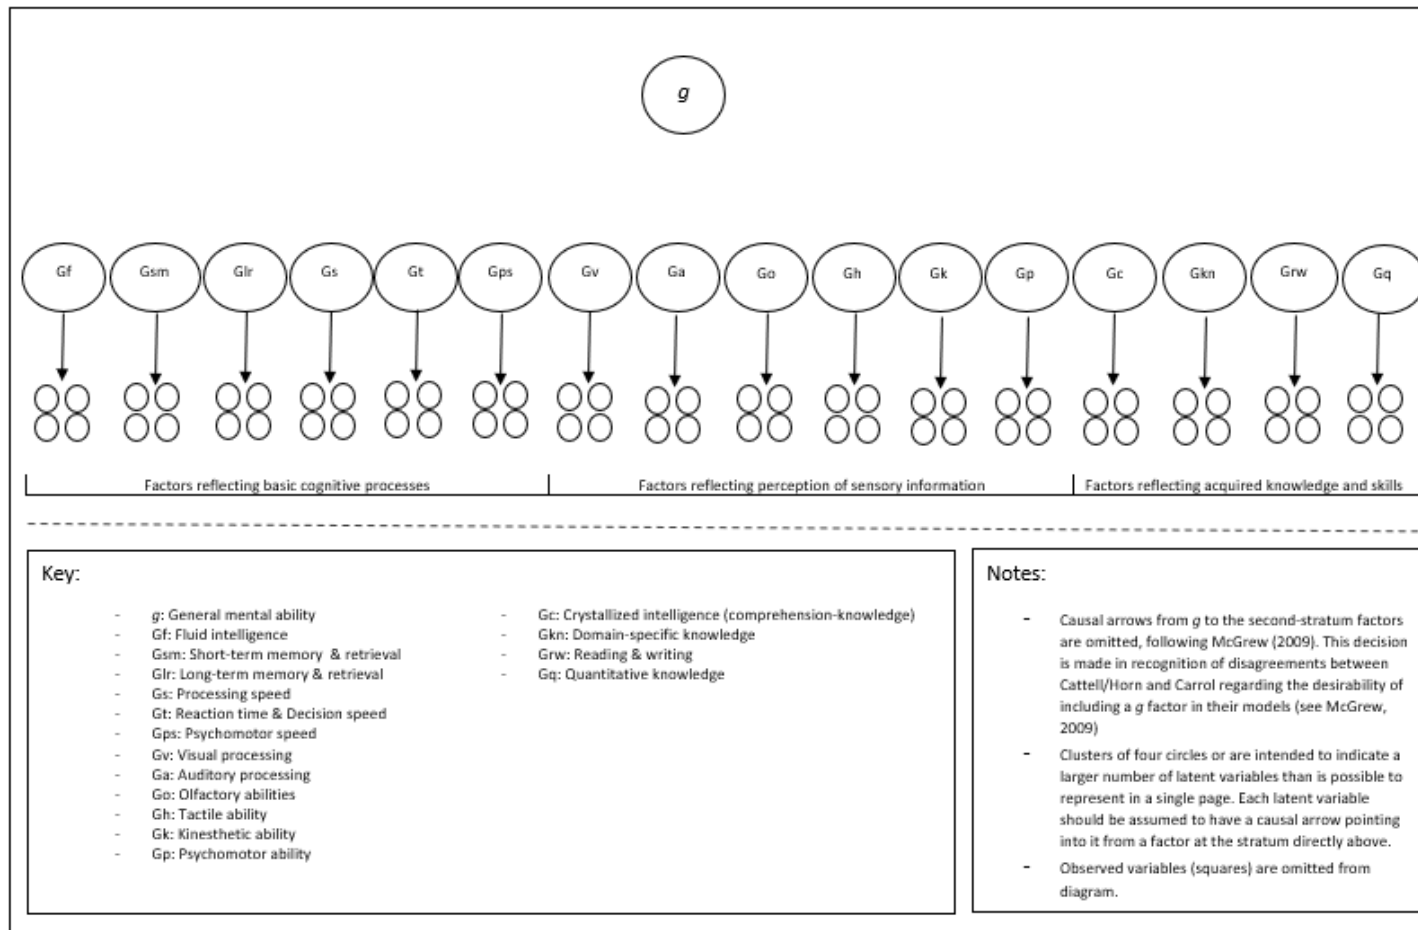 g
Gf Gsm Glr Gs Gt Gps Gv Ga Go Gh Gk Gp Gc Gkn Grw Gq
Factors reflecting basic cognitive processes Factors reflecting perception of sensory information Factors reflecting acquired knowledge and skills
Key:
- g: General mental ability
- Gf: Fluid intelligence
- Gsm: Short-term memory & retrieval
- Glr: Long-term memory & retrieval
- Gs: Processing speed
- Gt: Reaction time & Decision speed
- Gps: Psychomotor speed
- Gv: Visual processing
- Ga: Auditory processing
- Go: Olfactory abilities
- Gh: Tactile ability
- Gk: Kinesthetic ability
- Gp: Psychomotor ability
- Gc: Crystallized intelligence (comprehension-knowledge)
- Gkn: Domain-specific knowledge
- Grw: Reading & writing
- Gq: Quantitative knowledge
Notes:
- Causal arrows from g to the second-stratum factors
are omitted, following McGrew (2009). This decision
is made in recognition of disagreements between
Cattell/Horn and Carrol regarding the desirability of
including a g factor in their models (see McGrew,
2009)
- Clusters of four circles or are intended to indicate a
larger number of latent variables than is possible to
represent in a single page. Each latent variable
should be assumed to have a causal arrow pointing
into it from a factor at the stratum directly above.
- Observed variables (squares) are omitted from
diagram.